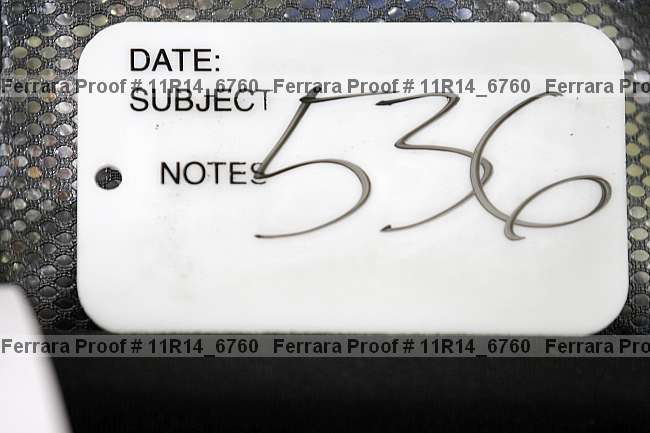 DATE:
Ferrara Proof # 11R14_6760 Ferrara Proof # 11R14_6760 Ferrara Pro
SUBJECT
536
NOTES
Ferrara Proof # 11R14_6760 Ferrara Proof # 11R14_6760 Ferrara Pro